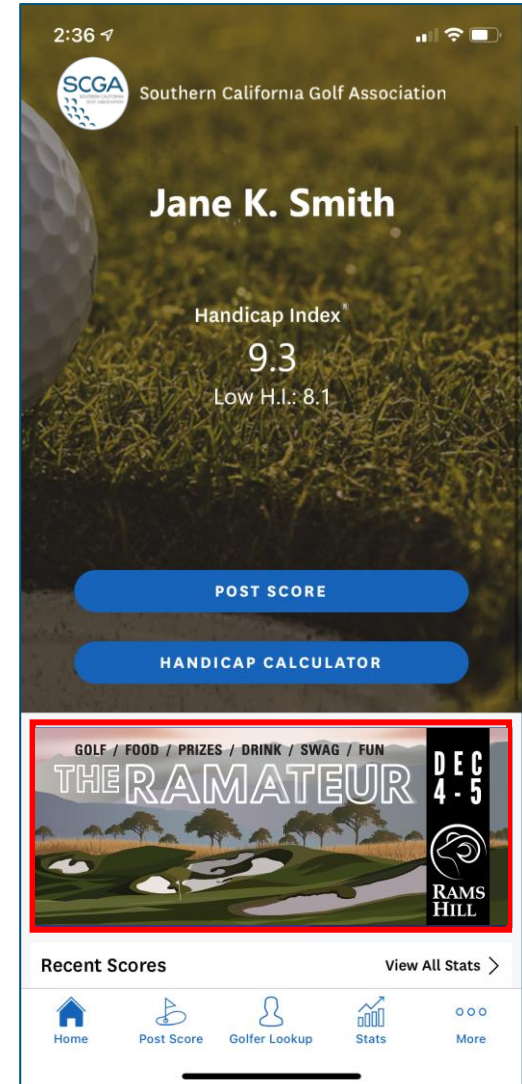 2:36
SCGA
Southern California Golf Association
Jane K. Smith
Handicap Index®
9.3
Low H.I.: 8.1
POST SCORE
HANDICAP CALCULATOR
GOLF / FOOD / PRIZES / DRINK / SWAG / FUN
THE RAMATEUR
DEC
4 - 5
RAMS
HILL
Recent Scores
View All Stats >
Home
Post Score
Golfer Lookup
Stats
More